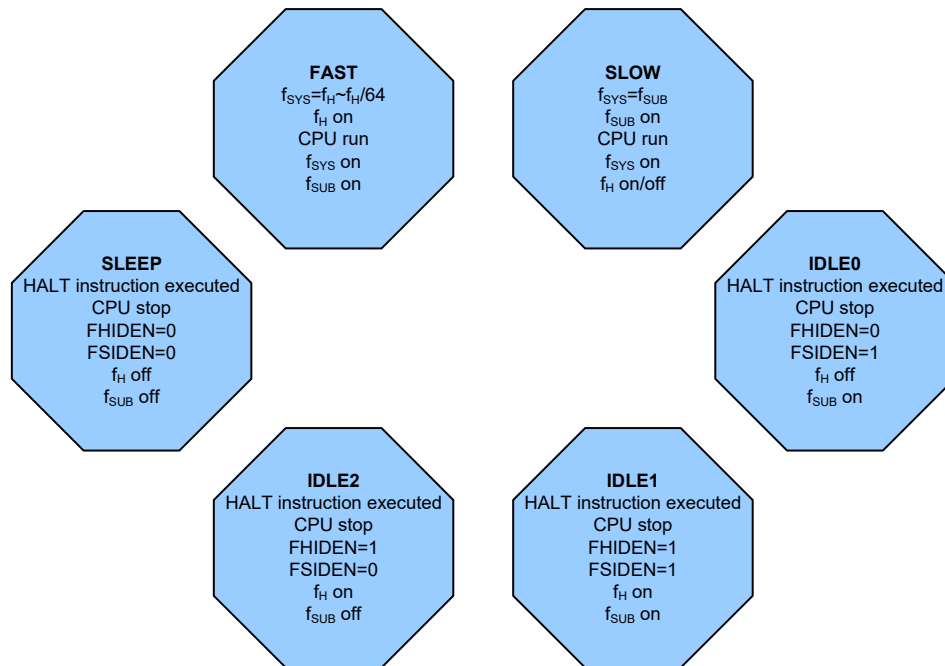 FAST
fSYS=fH~fH/64
fH on
CPU run
fSYS on
fSUB on
SLOW
fSYS=fSUB
fSUB on
CPU run
fSYS on
fH on/off
SLEEP
HALT instruction executed
CPU stop
FHIDEN=0
FSIDEN=0
fH off
fSUB off
IDLE0
HALT instruction executed
CPU stop
FHIDEN=0
FSIDEN=1
fH off
fSUB on
IDLE2
HALT instruction executed
CPU stop
FHIDEN=1
FSIDEN=0
fH on
fSUB off
IDLE1
HALT instruction executed
CPU stop
FHIDEN=1
FSIDEN=1
fH on
fSUB on